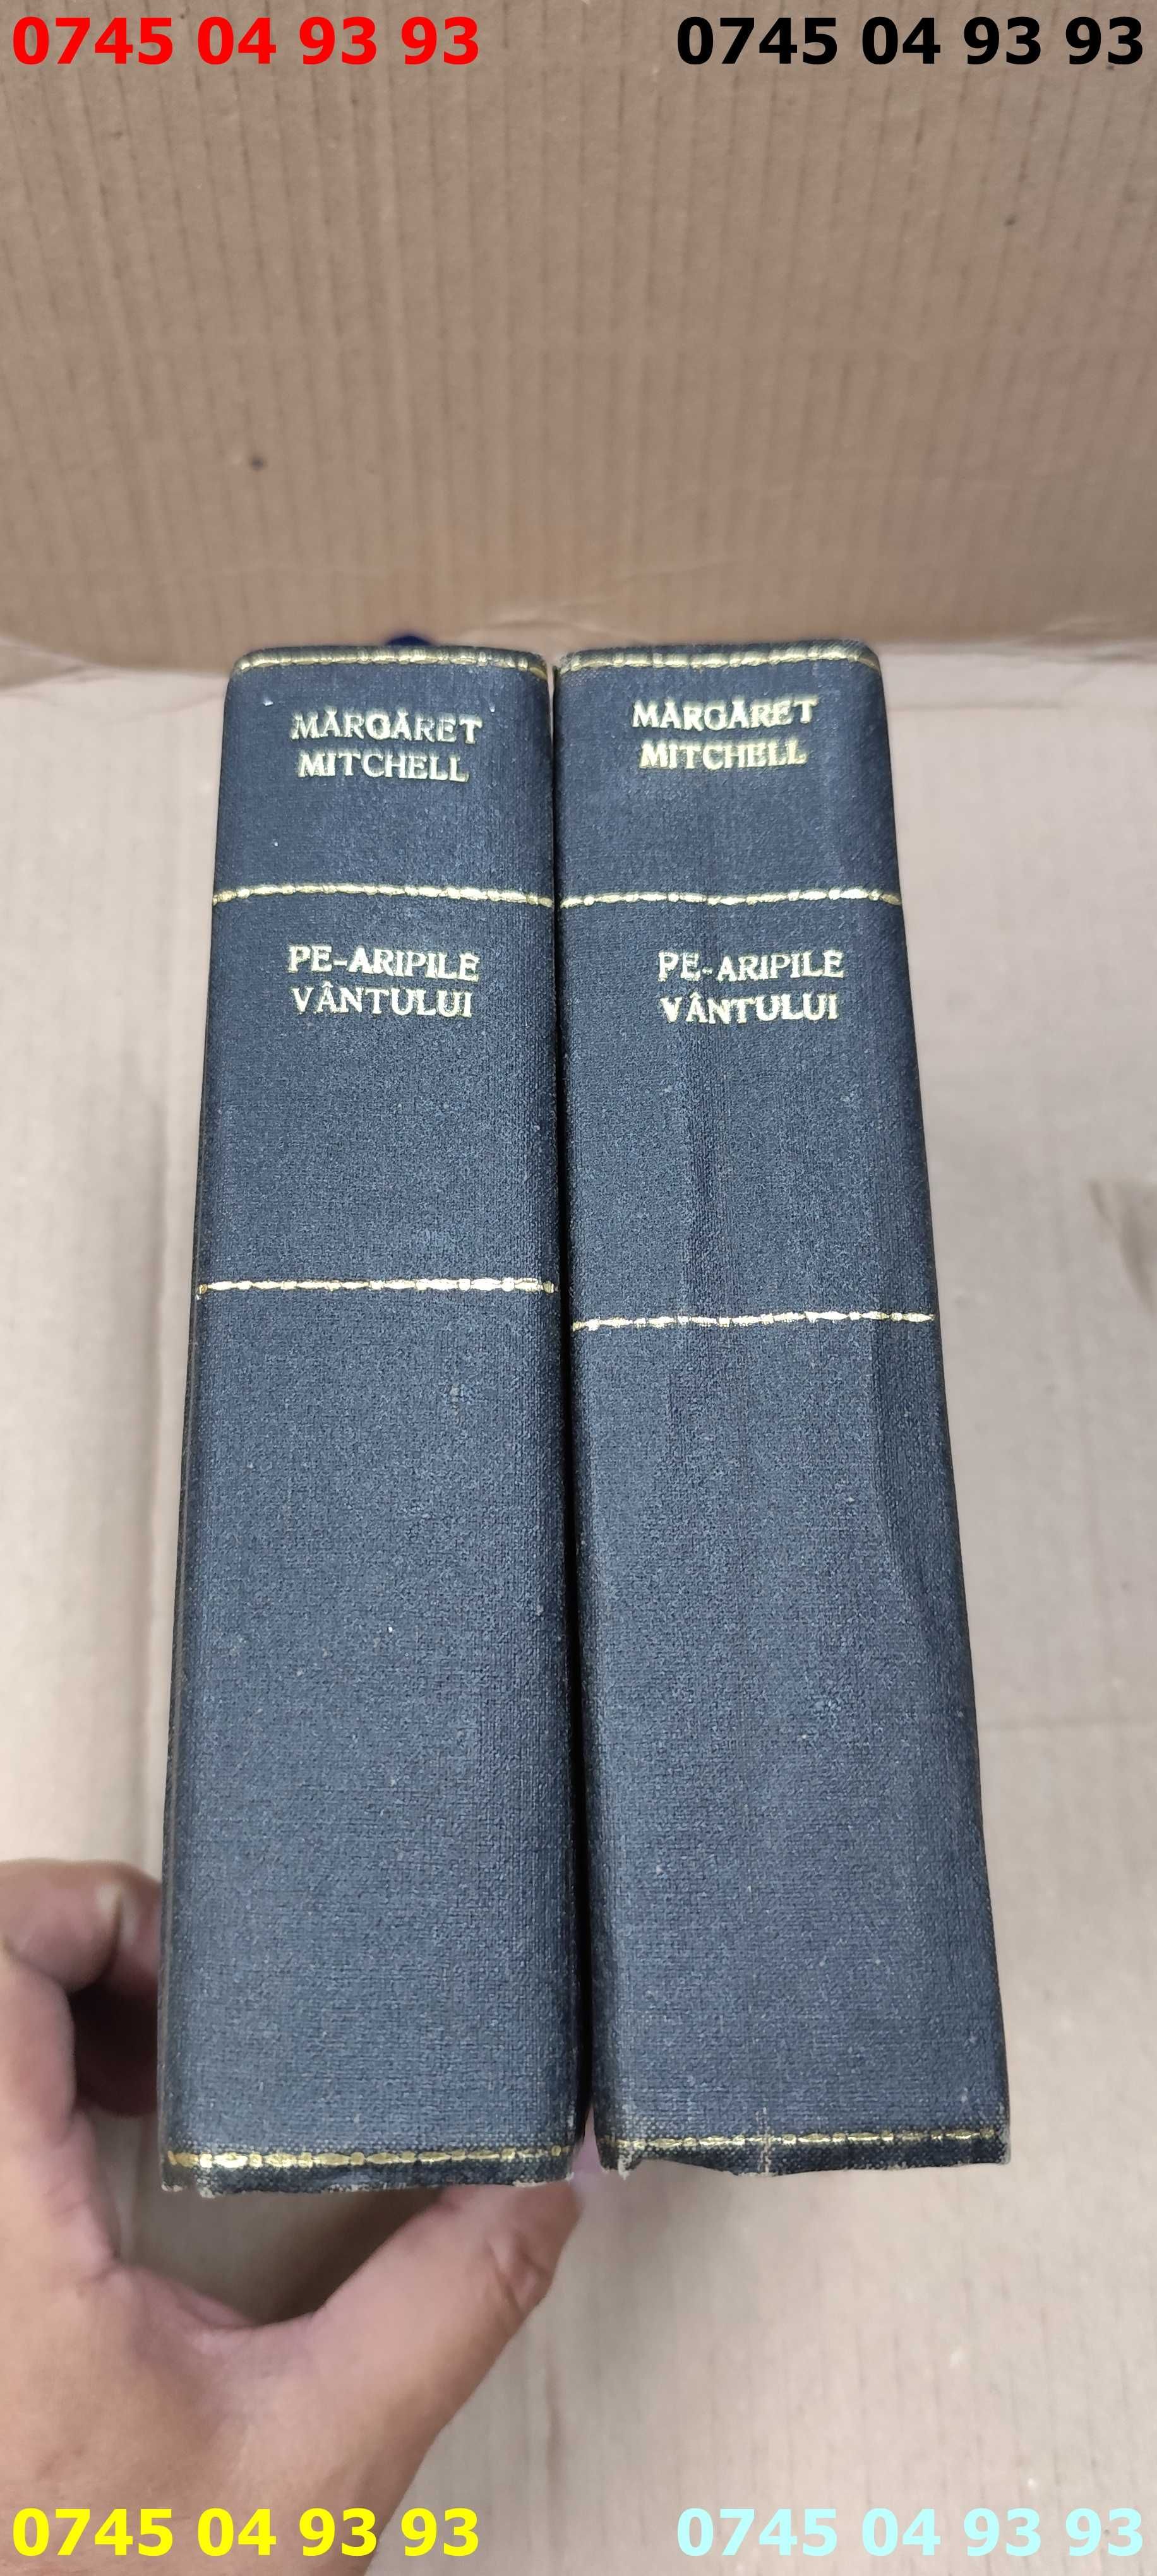 0745 04 93 93
0745 04 93 93
MARGARET
MITCHELL
PE-ARIPILE
VÂNTULUI
MARGARET
MITCHELL
PE-ARIPILE
VÂNTULUI
0745 04 93 93
0745 04 93 93